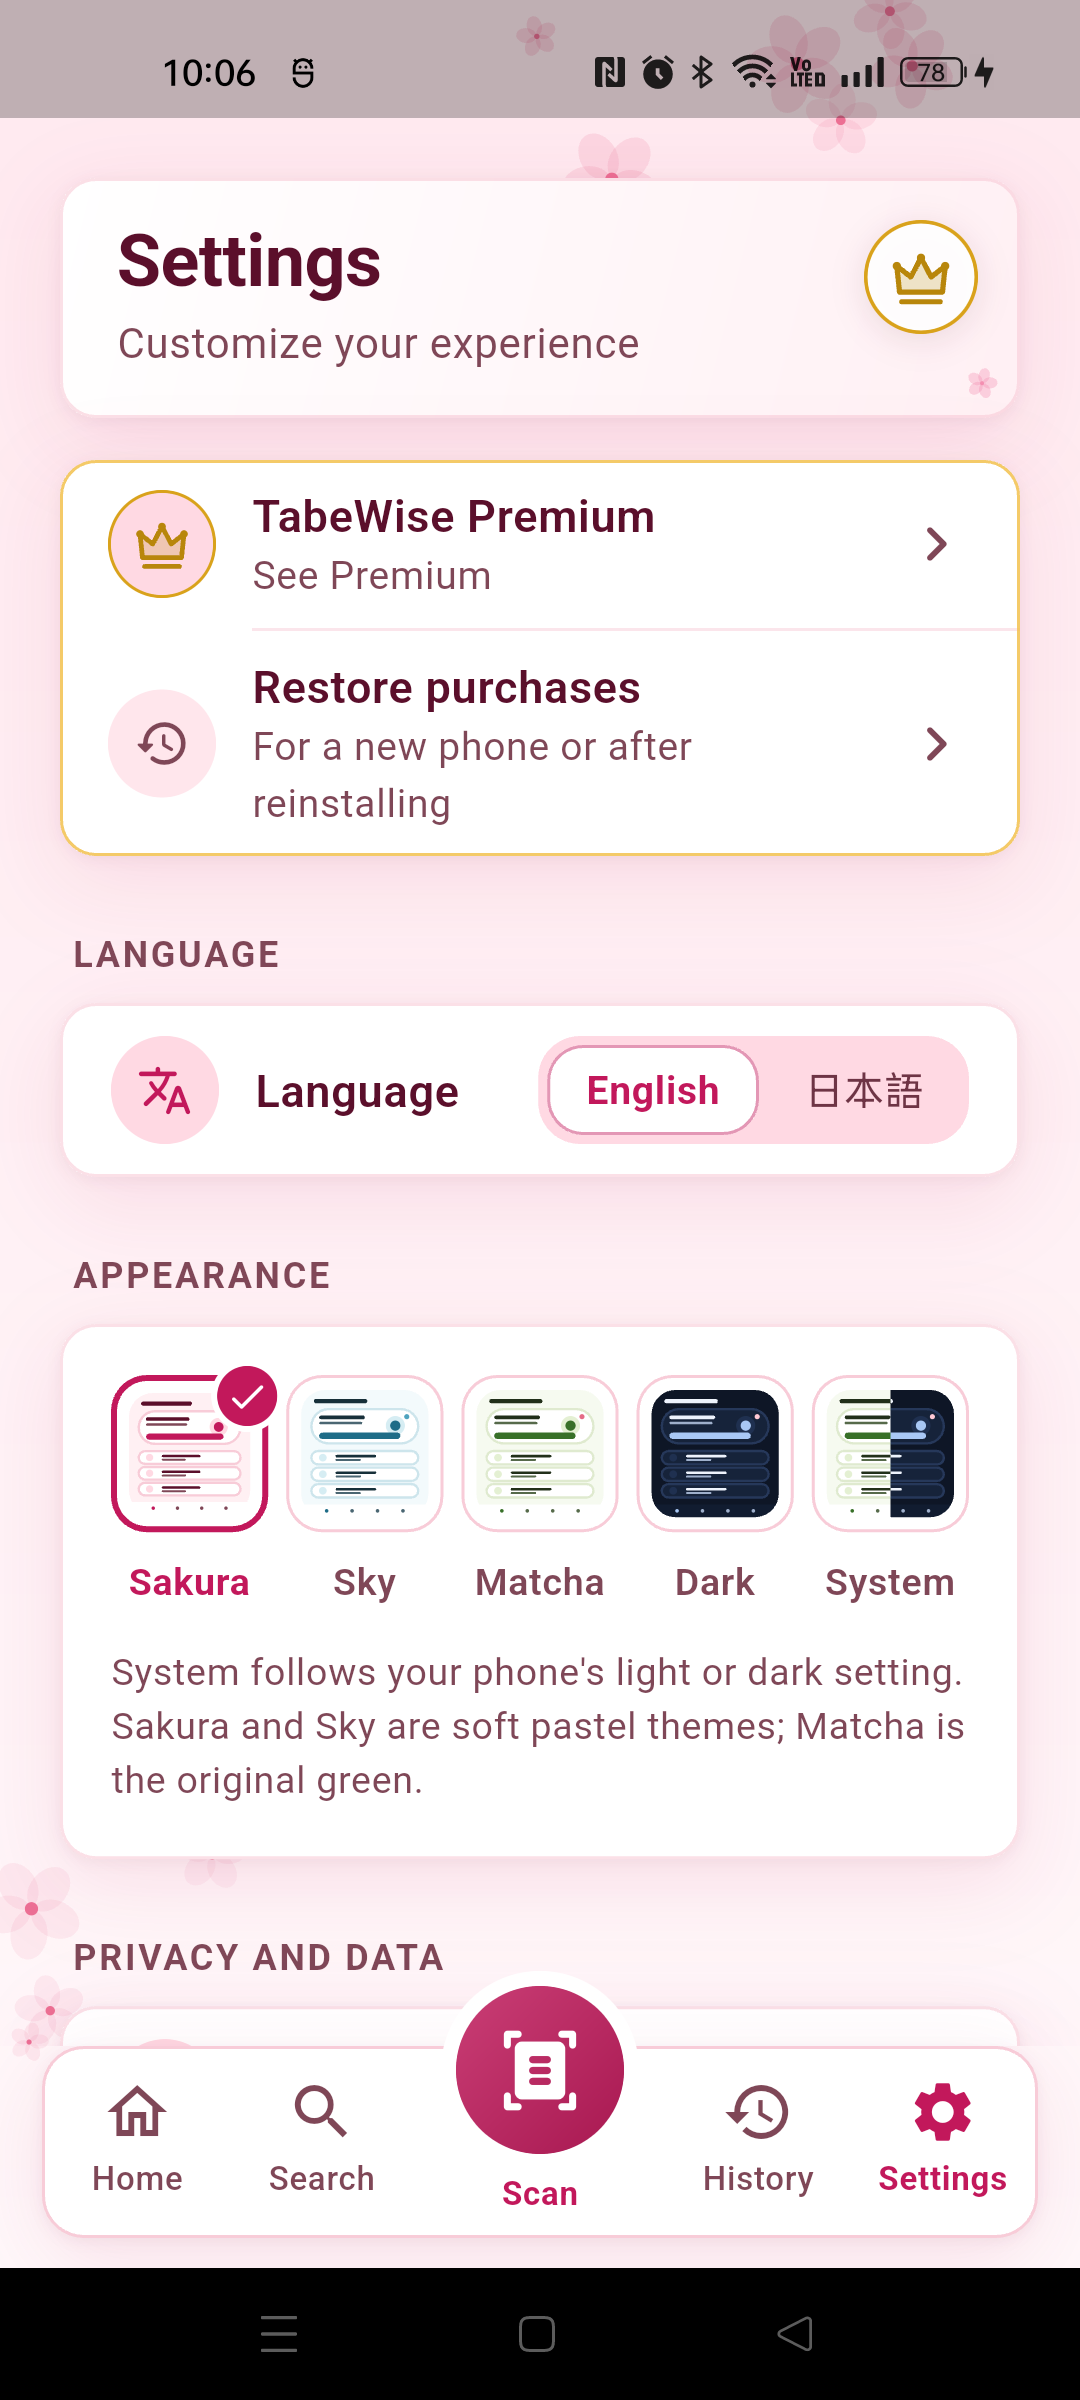 10:06
Vo
LTE D
78
Settings
Customize your experience
TabeWise Premium
See Premium
Restore purchases
For a new phone or after
reinstalling
LANGUAGE
Language
English
日本語
APPEARANCE
Sakura
Sky
Matcha
Dark
System
System follows your phone's light or dark setting.
Sakura and Sky are soft pastel themes; Matcha is
the original green.
PRIVACY AND DATA
Home
Search
Scan
History
Settings